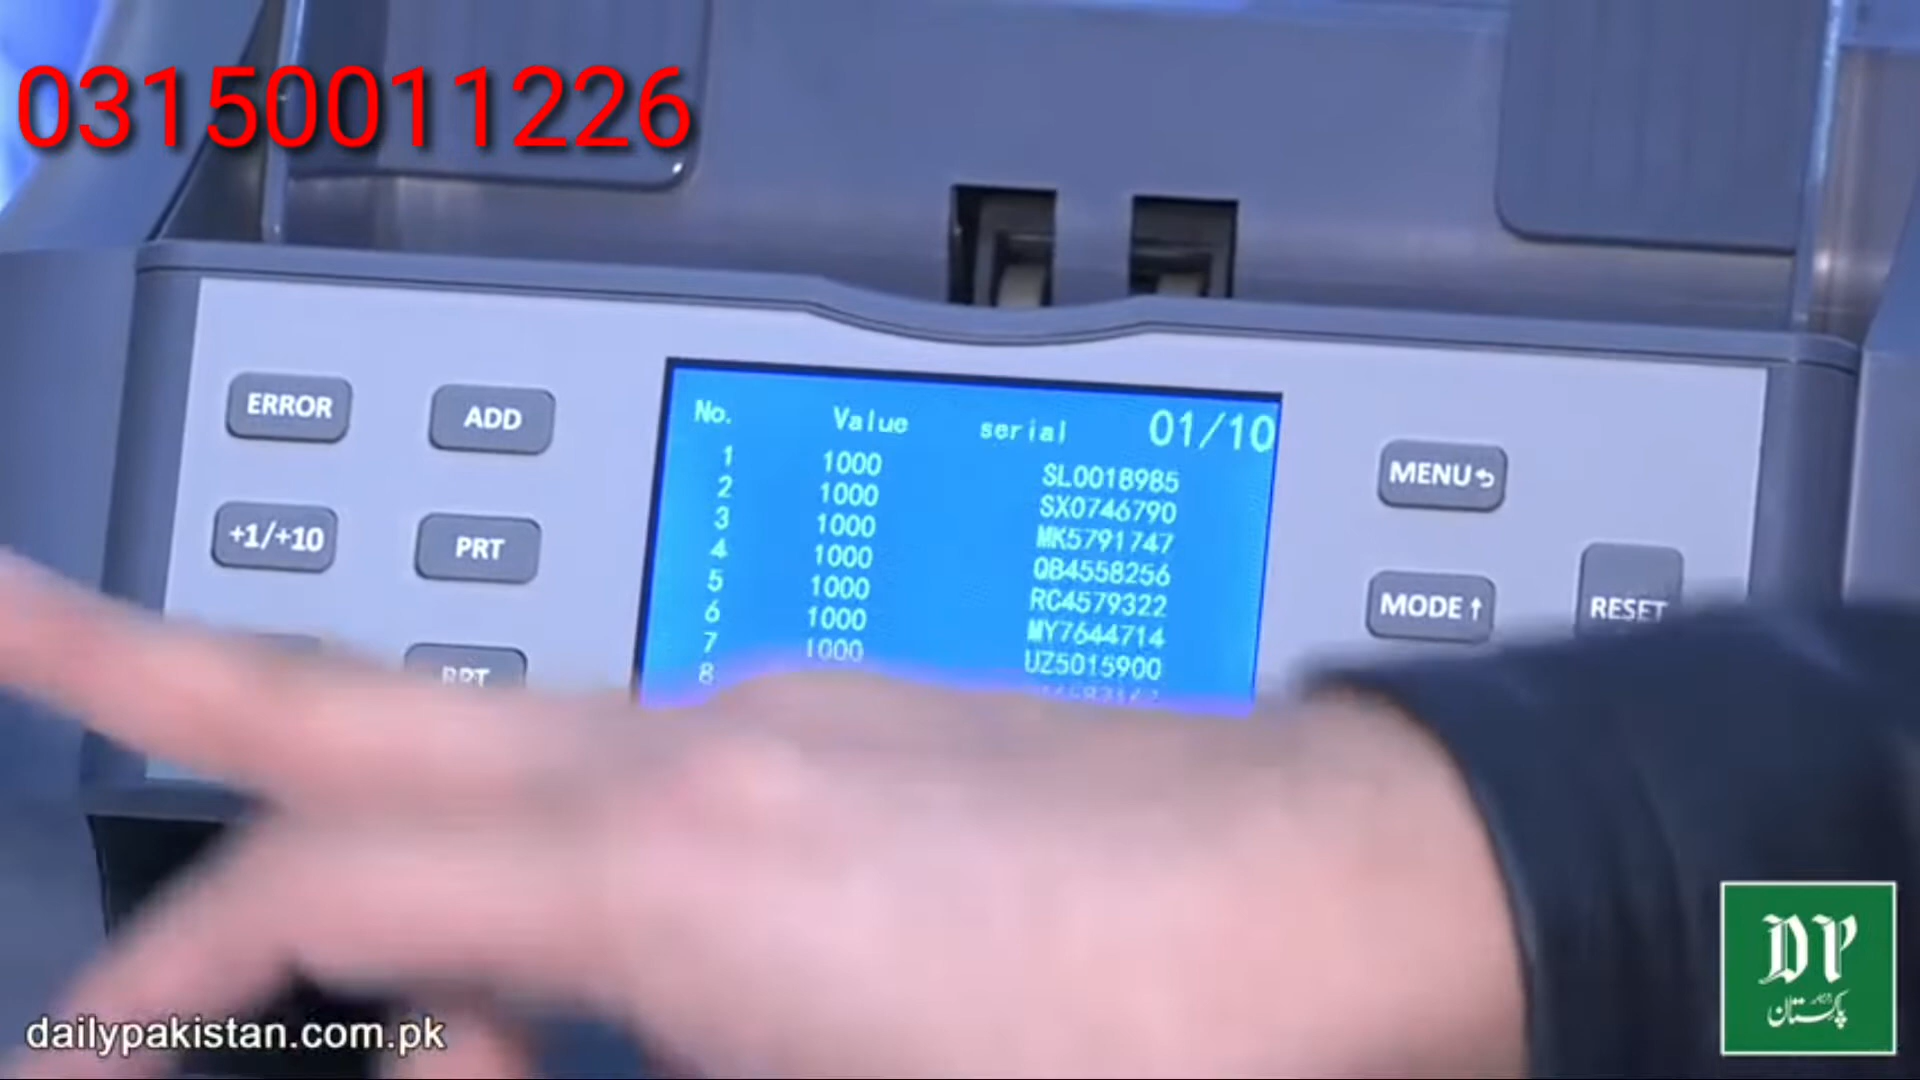 03150011226
ERROR
ADD
+1/+10
PRT
No. Value serial 01/10
1 1000 SL0018985
2 1000 SX0746790
3 1000 MK5791747
4 1000 QB4558256
5 1000 RC4579322
6 1000 MY7644714
7 1000 UZ5015900
8
MENU
MODE↑
RESET
dailypakistan.com.pk
DP
پاکستان